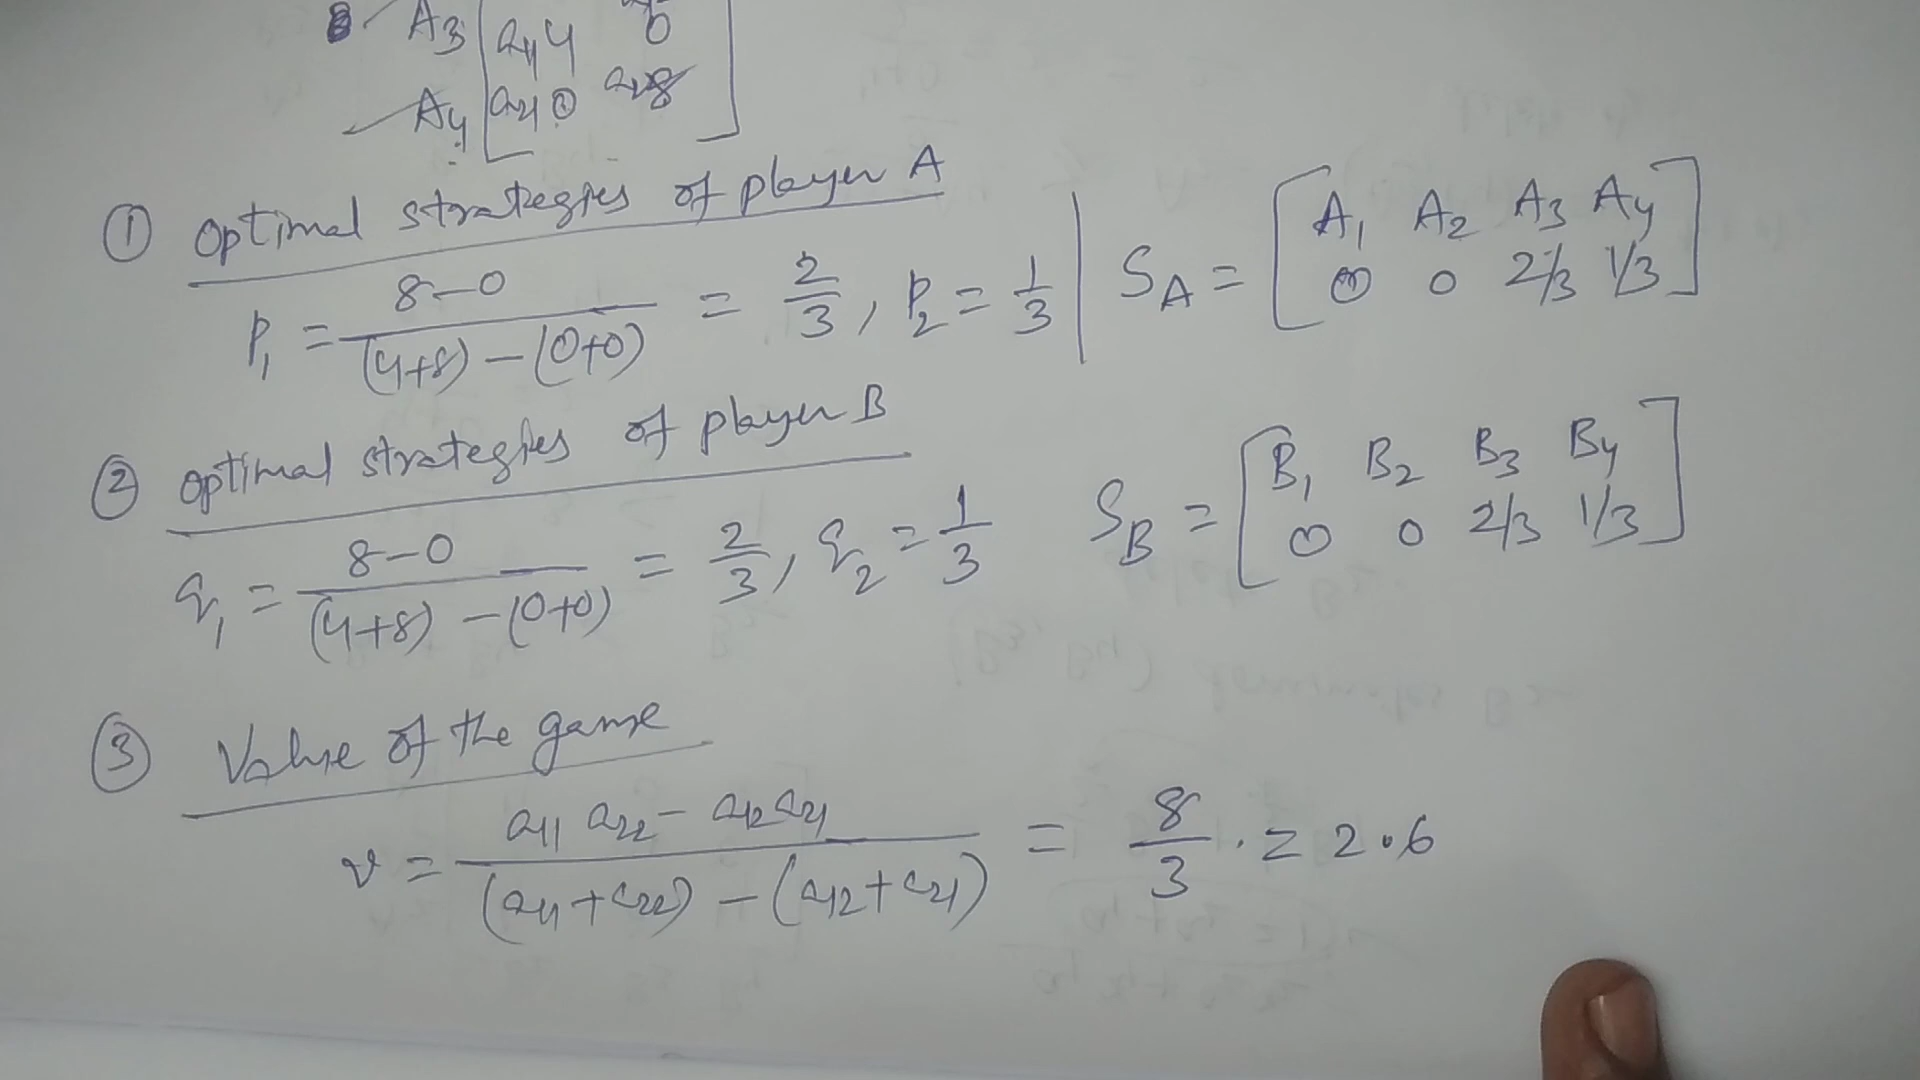 A3 a11 4 0
A4 a21 0 a22 8
① optimal strategies of player A
P1 = 8-0 / (4+8) - (0+0) = 2/3, P2 = 1/3
SA = [A1 A2 A3 A4
0 0 2/3 1/3]
② optimal strategies of player B
q1 = 8-0 / (4+8) - (0+0) = 2/3, q2 = 1/3
SB = [B1 B2 B3 B4
0 0 2/3 1/3]
③ Value of the game
v = a11 a22 - a12 a21 / (a11 + a22) - (a12 + a21) = 8/3 . = 2.6